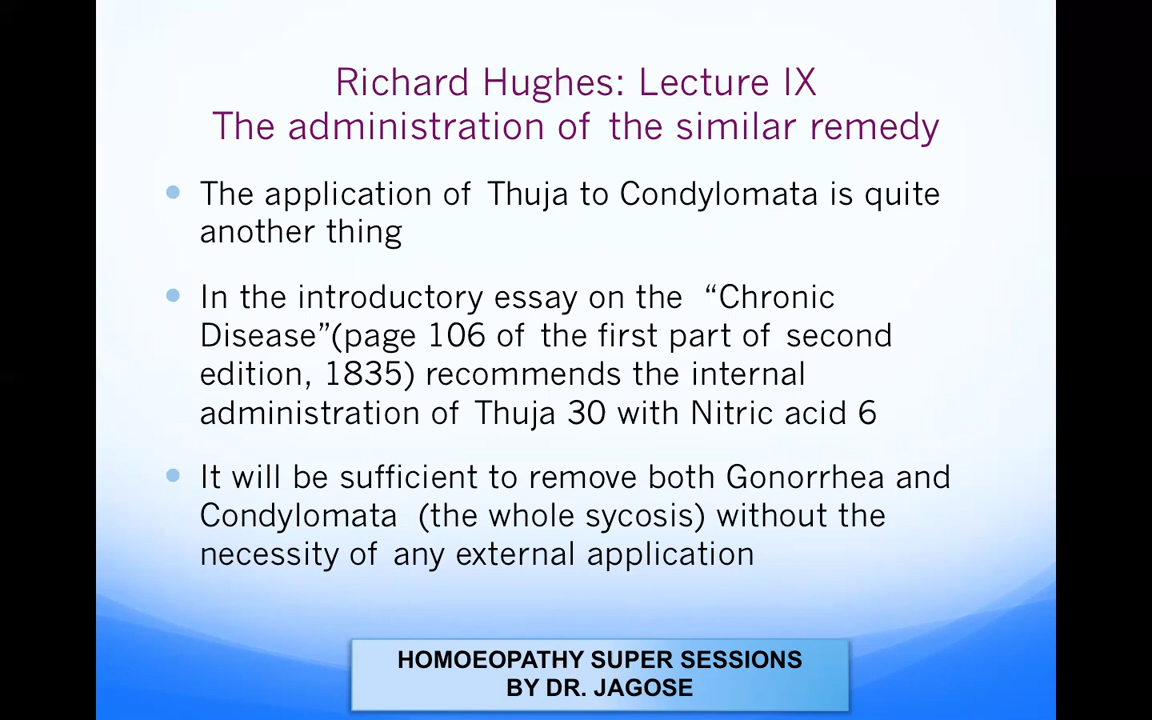 Richard Hughes: Lecture IX
The administration of the similar remedy
The application of Thuja to Condylomata is quite
another thing
In the introductory essay on the “Chronic
Disease”(page 106 of the first part of second
edition, 1835) recommends the internal
administration of Thuja 30 with Nitric acid 6
It will be sufficient to remove both Gonorrhea and
Condylomata (the whole sycosis) without the
necessity of any external application
HOMOEOPATHY SUPER SESSIONS
BY DR. JAGOSE